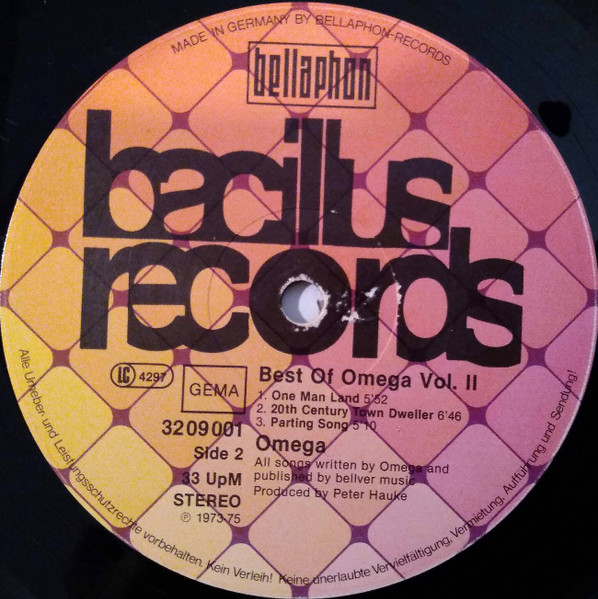 MADE IN GERMANY BY BELLAPHON-RECORDS
bellaphon
bacillus
records
LC 4297
GEMA
3209001
Side 2
33 UpM
STEREO
℗ 1973-75
Best Of Omega Vol. II
1. One Man Land 5'52
2. 20th Century Town Dweller 6'46
3. Parting Song 5'10
Omega
All songs written by Omega and
published by bellver music
Produced by Peter Hauke
Alle Urheber- und Leistungsschutzrechte vorbehalten. Kein Verleih! Keine unerlaubte Vervielfältigung, Vermietung, Aufführung und Sendung!